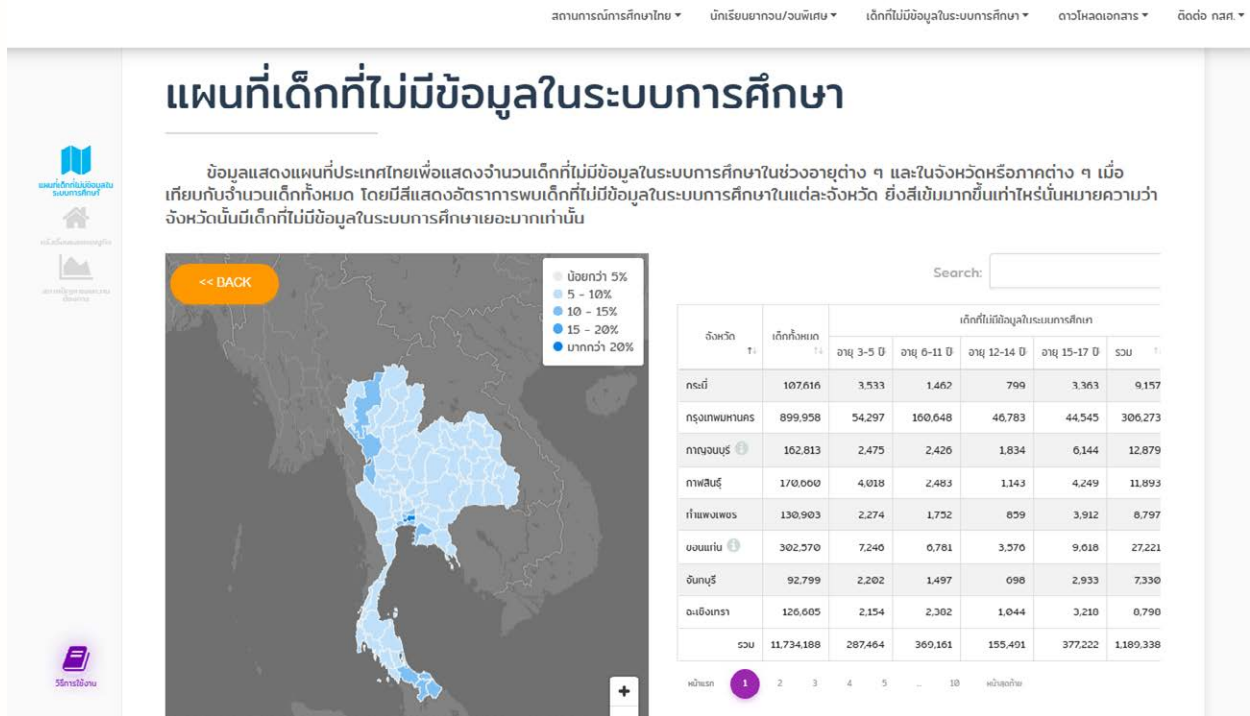 สถานการณ์การศึกษาไทย นักเรียนยากจน/จนพิเศษ เด็กที่ไม่มีข้อมูลในระบบการศึกษา ดาวโหลดเอกสาร ติดต่อ กสศ.
แผนที่เด็กที่ไม่มีข้อมูลในระบบการศึกษา
ข้อมูลแสดงแผนที่ประเทศไทยเพื่อแสดงจำนวนเด็กที่ไม่มีข้อมูลในระบบการศึกษาในช่วงอายุต่าง ๆ และในจังหวัดหรือภาคต่าง ๆ เมื่อ
เทียบกับจำนวนเด็กทั้งหมด โดยมีสีแสดงอัตราการพบเด็กที่ไม่มีข้อมูลในระบบการศึกษาในแต่ละจังหวัด ยิ่งสีเข้มมากขึ้นเท่าไหร่นั่นหมายความว่า
จังหวัดนั้นมีเด็กที่ไม่มีข้อมูลในระบบการศึกษาเยอะมากเท่านั้น
แผนที่เด็กที่ไม่มีข้อมูลใน
ระบบการศึกษา
วิธีการใช้งาน
<< BACK
น้อยกว่า 5%
5 - 10%
10 - 15%
15 - 20%
มากกว่า 20%
+
Search:
จังหวัด เด็กทั้งหมด เด็กที่ไม่มีข้อมูลในระบบการศึกษา
อายุ 3-5 ปี อายุ 6-11 ปี อายุ 12-14 ปี อายุ 15-17 ปี รวม
กระบี่ 107,616 3,533 1,462 799 3,363 9,157
กรุงเทพมหานคร 899,958 54,297 160,648 46,783 44,545 306,273
กาญจนบุรี 162,813 2,475 2,426 1,834 6,144 12,879
กาฬสินธุ์ 170,660 4,018 2,483 1,143 4,249 11,893
กำแพงเพชร 130,903 2,274 1,752 859 3,912 8,797
ขอนแก่น 302,570 7,246 6,781 3,576 9,618 27,221
จันทบุรี 92,799 2,202 1,497 698 2,933 7,330
ฉะเชิงเทรา 126,685 2,154 2,382 1,044 3,218 8,798
รวม 11,734,188 287,464 369,161 155,491 377,222 1,189,338
หน้าแรก 1 2 3 4 5 .. 10 หน้าสุดท้าย